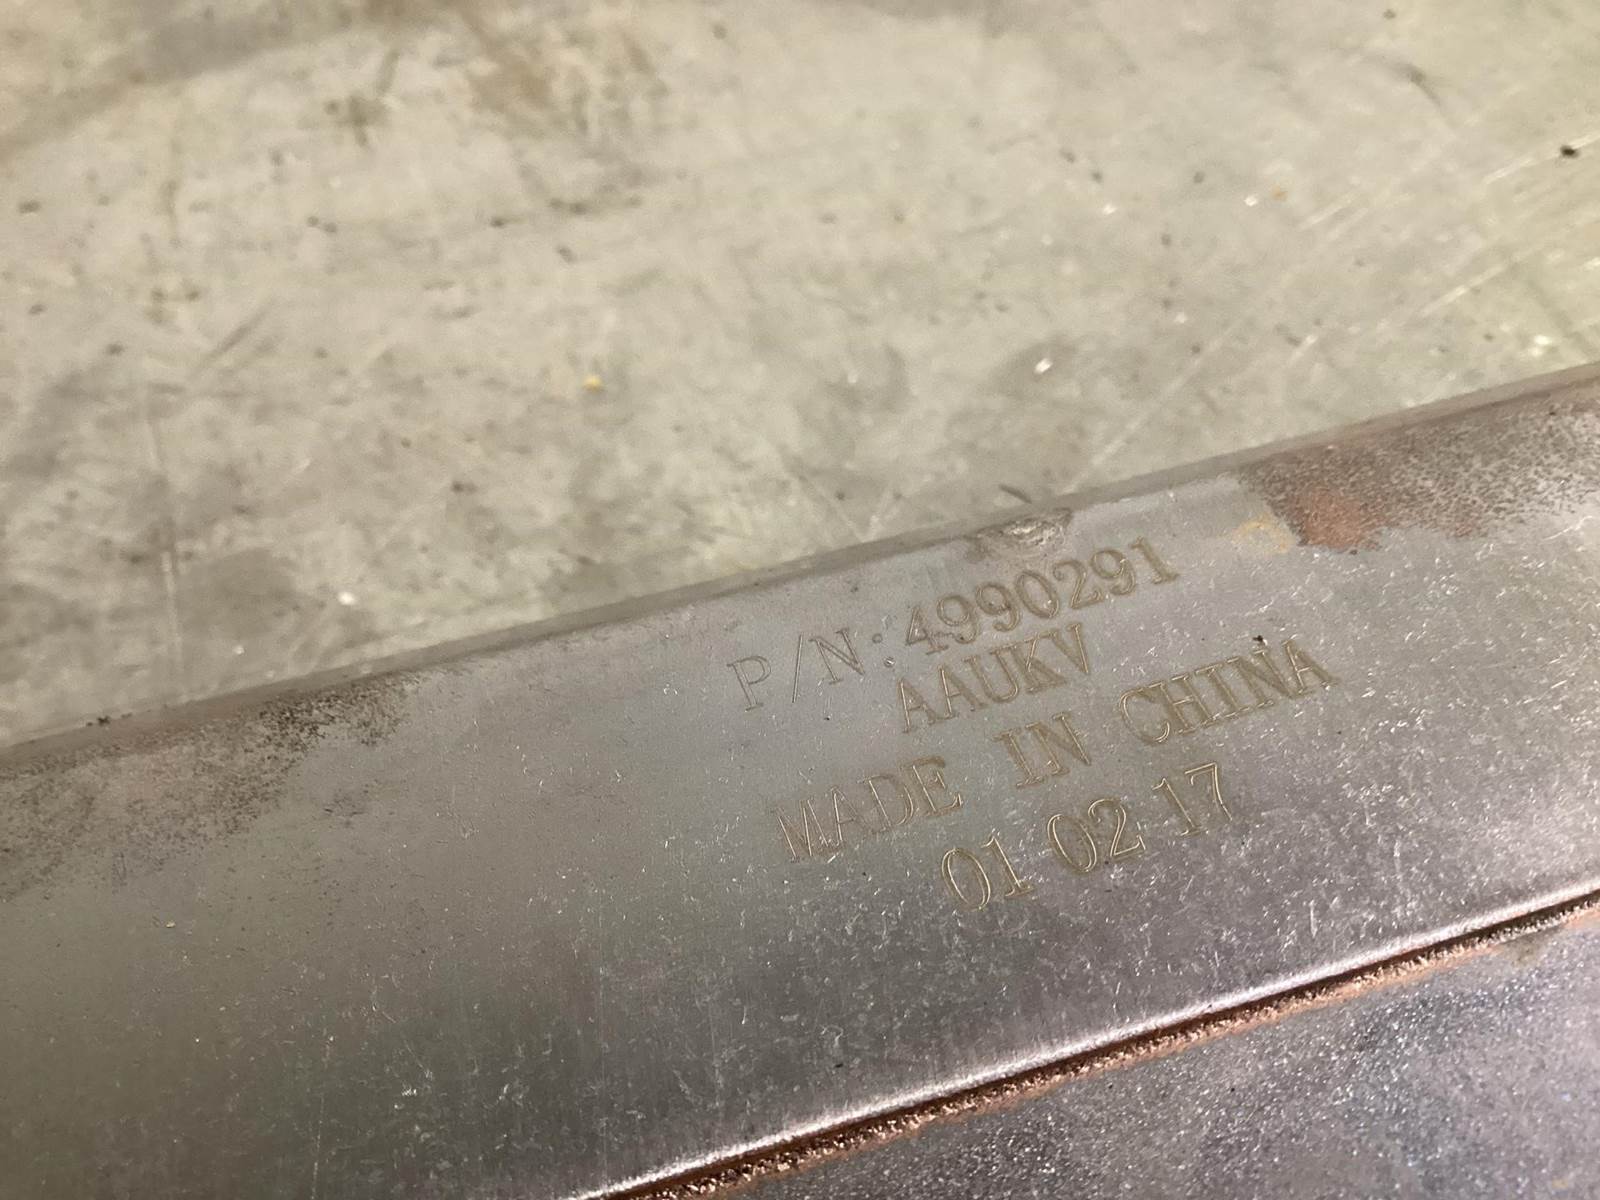 P/N:4990291
AAUKV
MADE IN CHINA
01 02 17